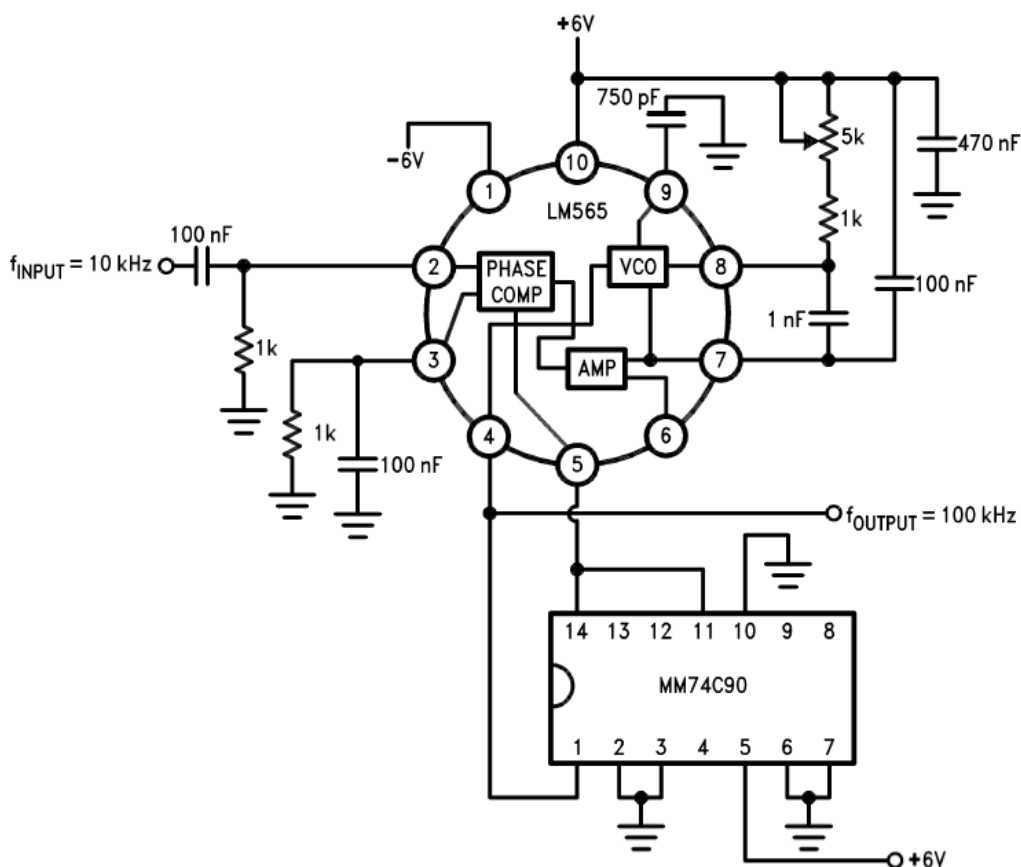 +6V
750 pF
-6V
5k
470 nF
10
1
9
LM565
1k
100 nF
fINPUT = 10 kHz
2
PHASE COMP
VCO
8
100 nF
1 nF
1k
3
AMP
7
1k
100 nF
4
5
6
fOUTPUT = 100 kHz
14 13 12 11 10 9 8
MM74C90
1 2 3 4 5 6 7
+6V